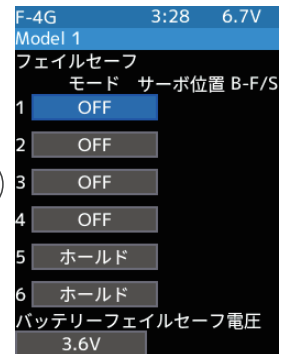 F-4G 3:28 6.7V
Model 1
フェイルセーフ
モード サーボ位置 B-F/S
1 OFF
2 OFF
3 OFF
4 OFF
5 ホールド
6 ホールド
バッテリーフェイルセーフ電圧
3.6V